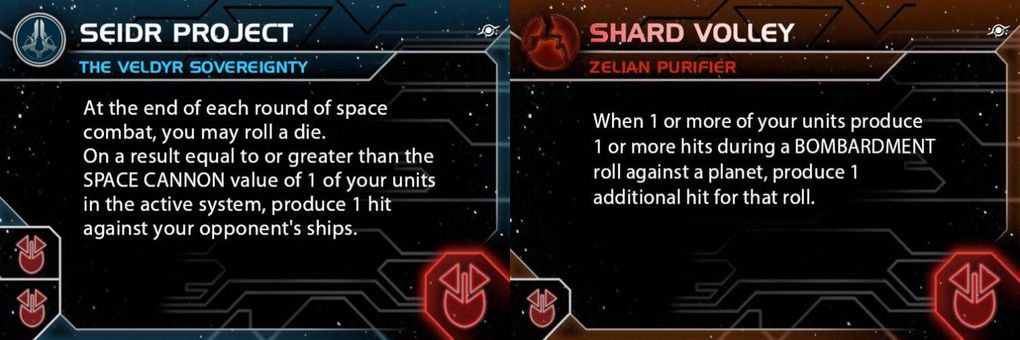 SEIDR PROJECT
THE VELDYR SOVEREIGNTY
At the end of each round of space
combat, you may roll a die.
On a result equal to or greater than the
SPACE CANNON value of 1 of your units
in the active system, produce 1 hit
against your opponent's ships.
SHARD VOLLEY
ZELIAN PURIFIER
When 1 or more of your units produce
1 or more hits during a BOMBARDMENT
roll against a planet, produce 1
additional hit for that roll.